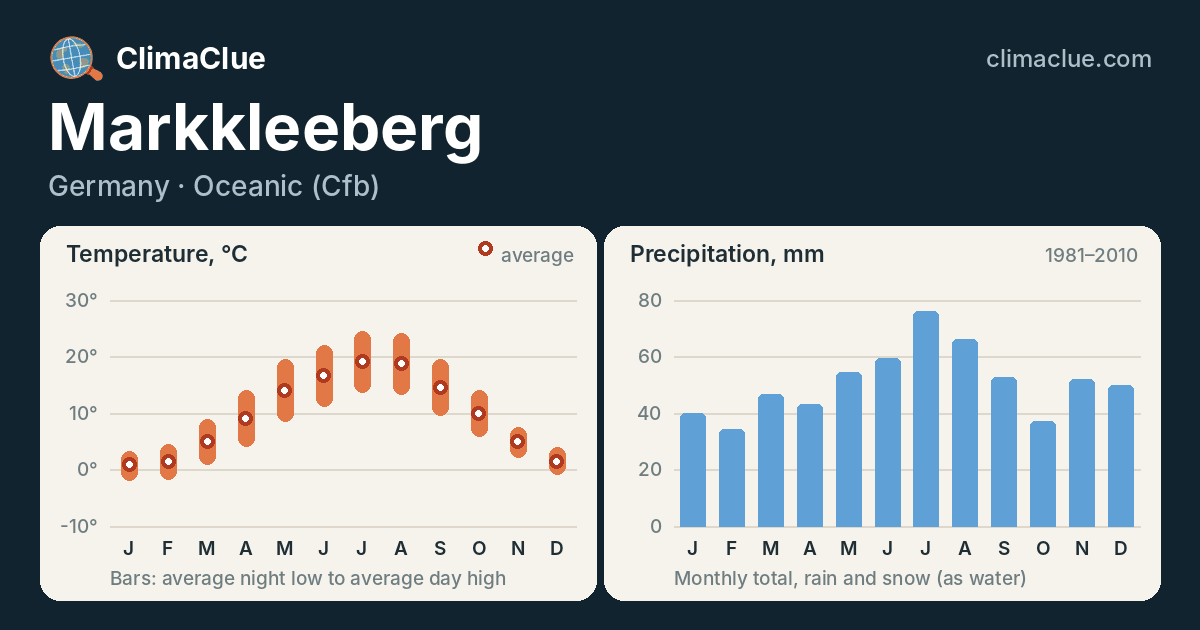 ClimaClue
climaclue.com
Markkleeberg
Germany · Oceanic (Cfb)
Temperature, °C
average
30°
20°
10°
0°
-10°
J F M A M J J A S O N D
Bars: average night low to average day high
Precipitation, mm
1981–2010
80
60
40
20
0
J F M A M J J A S O N D
Monthly total, rain and snow (as water)